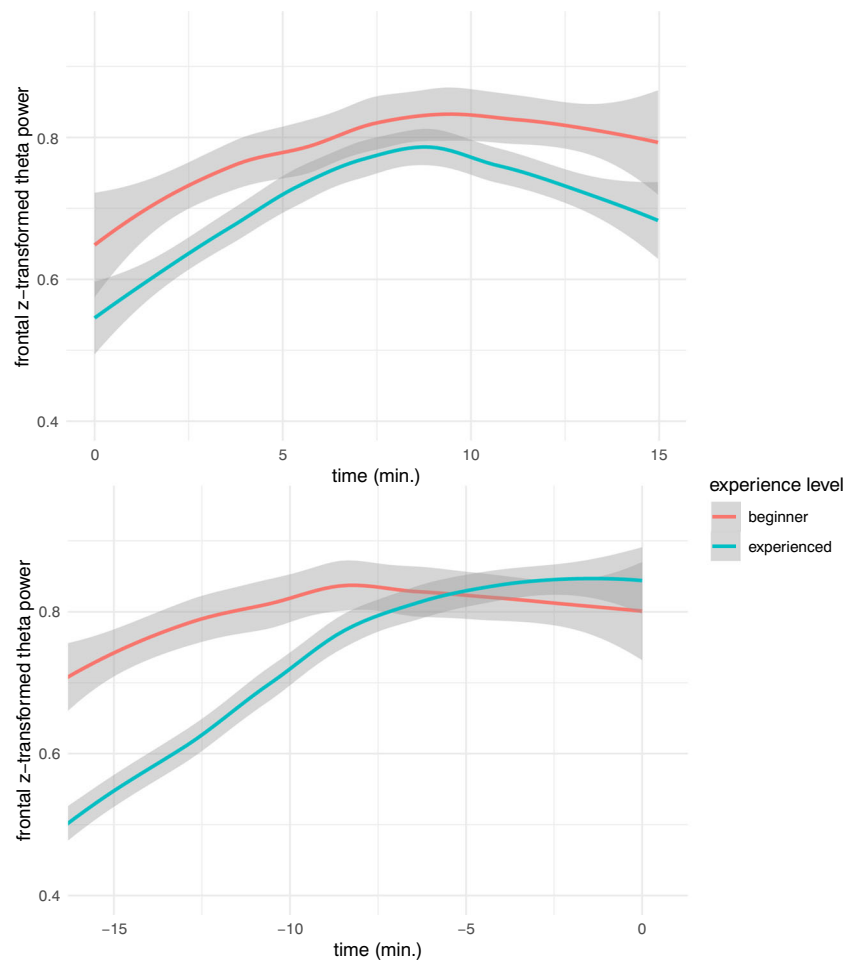 frontal z−transformed theta power
0.8
0.6
0.4
0 5 10 15
time (min.)
frontal z−transformed theta power
0.8
0.6
0.4
−15 −10 −5 0
time (min.)
experience level
beginner
experienced